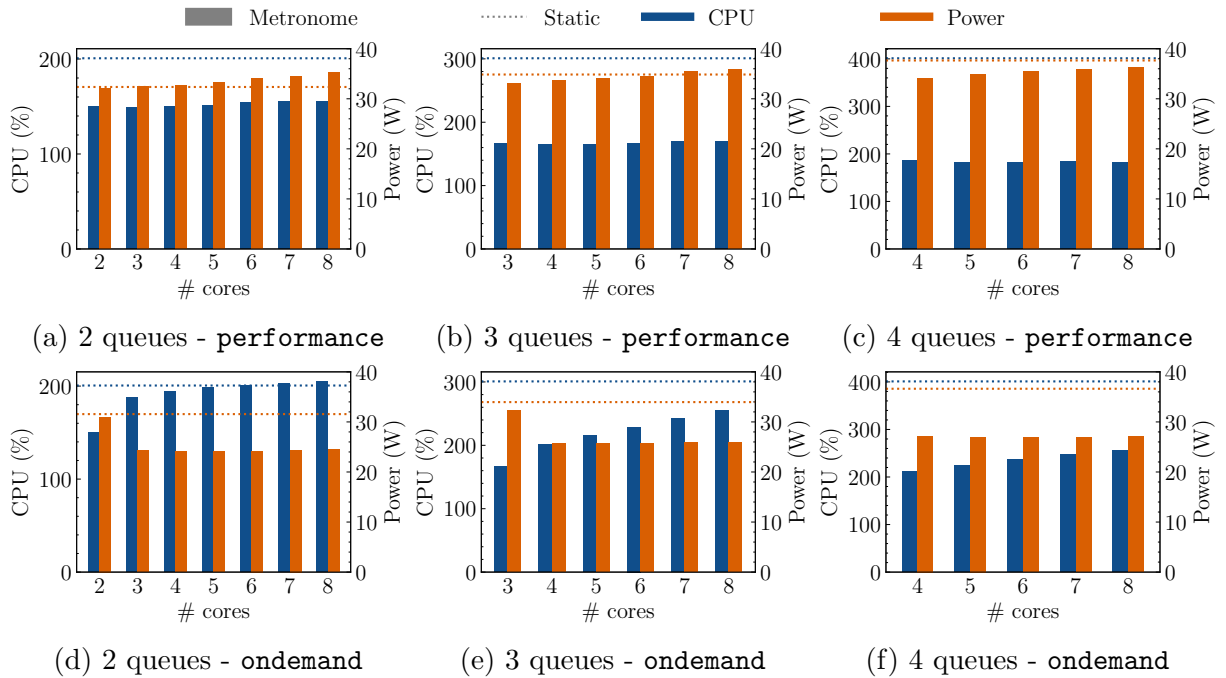 Metronome Static CPU Power
200 40 300 40 400 40
30 30 300 30
200
100 20 20 200 20
100
10 10 100 10
0 0 0 0 0 0
CPU (%) Power (W) CPU (%) Power (W) CPU (%) Power (W)
2 3 4 5 6 7 8 3 4 5 6 7 8 4 5 6 7 8
# cores # cores # cores
(a) 2 queues - performance (b) 3 queues - performance (c) 4 queues - performance
200 40 300 40 400 40
30 30 300 30
200
100 20 20 200 20
100
10 10 100 10
0 0 0 0 0 0
CPU (%) Power (W) CPU (%) Power (W) CPU (%) Power (W)
2 3 4 5 6 7 8 3 4 5 6 7 8 4 5 6 7 8
# cores # cores # cores
(d) 2 queues - ondemand (e) 3 queues - ondemand (f) 4 queues - ondemand